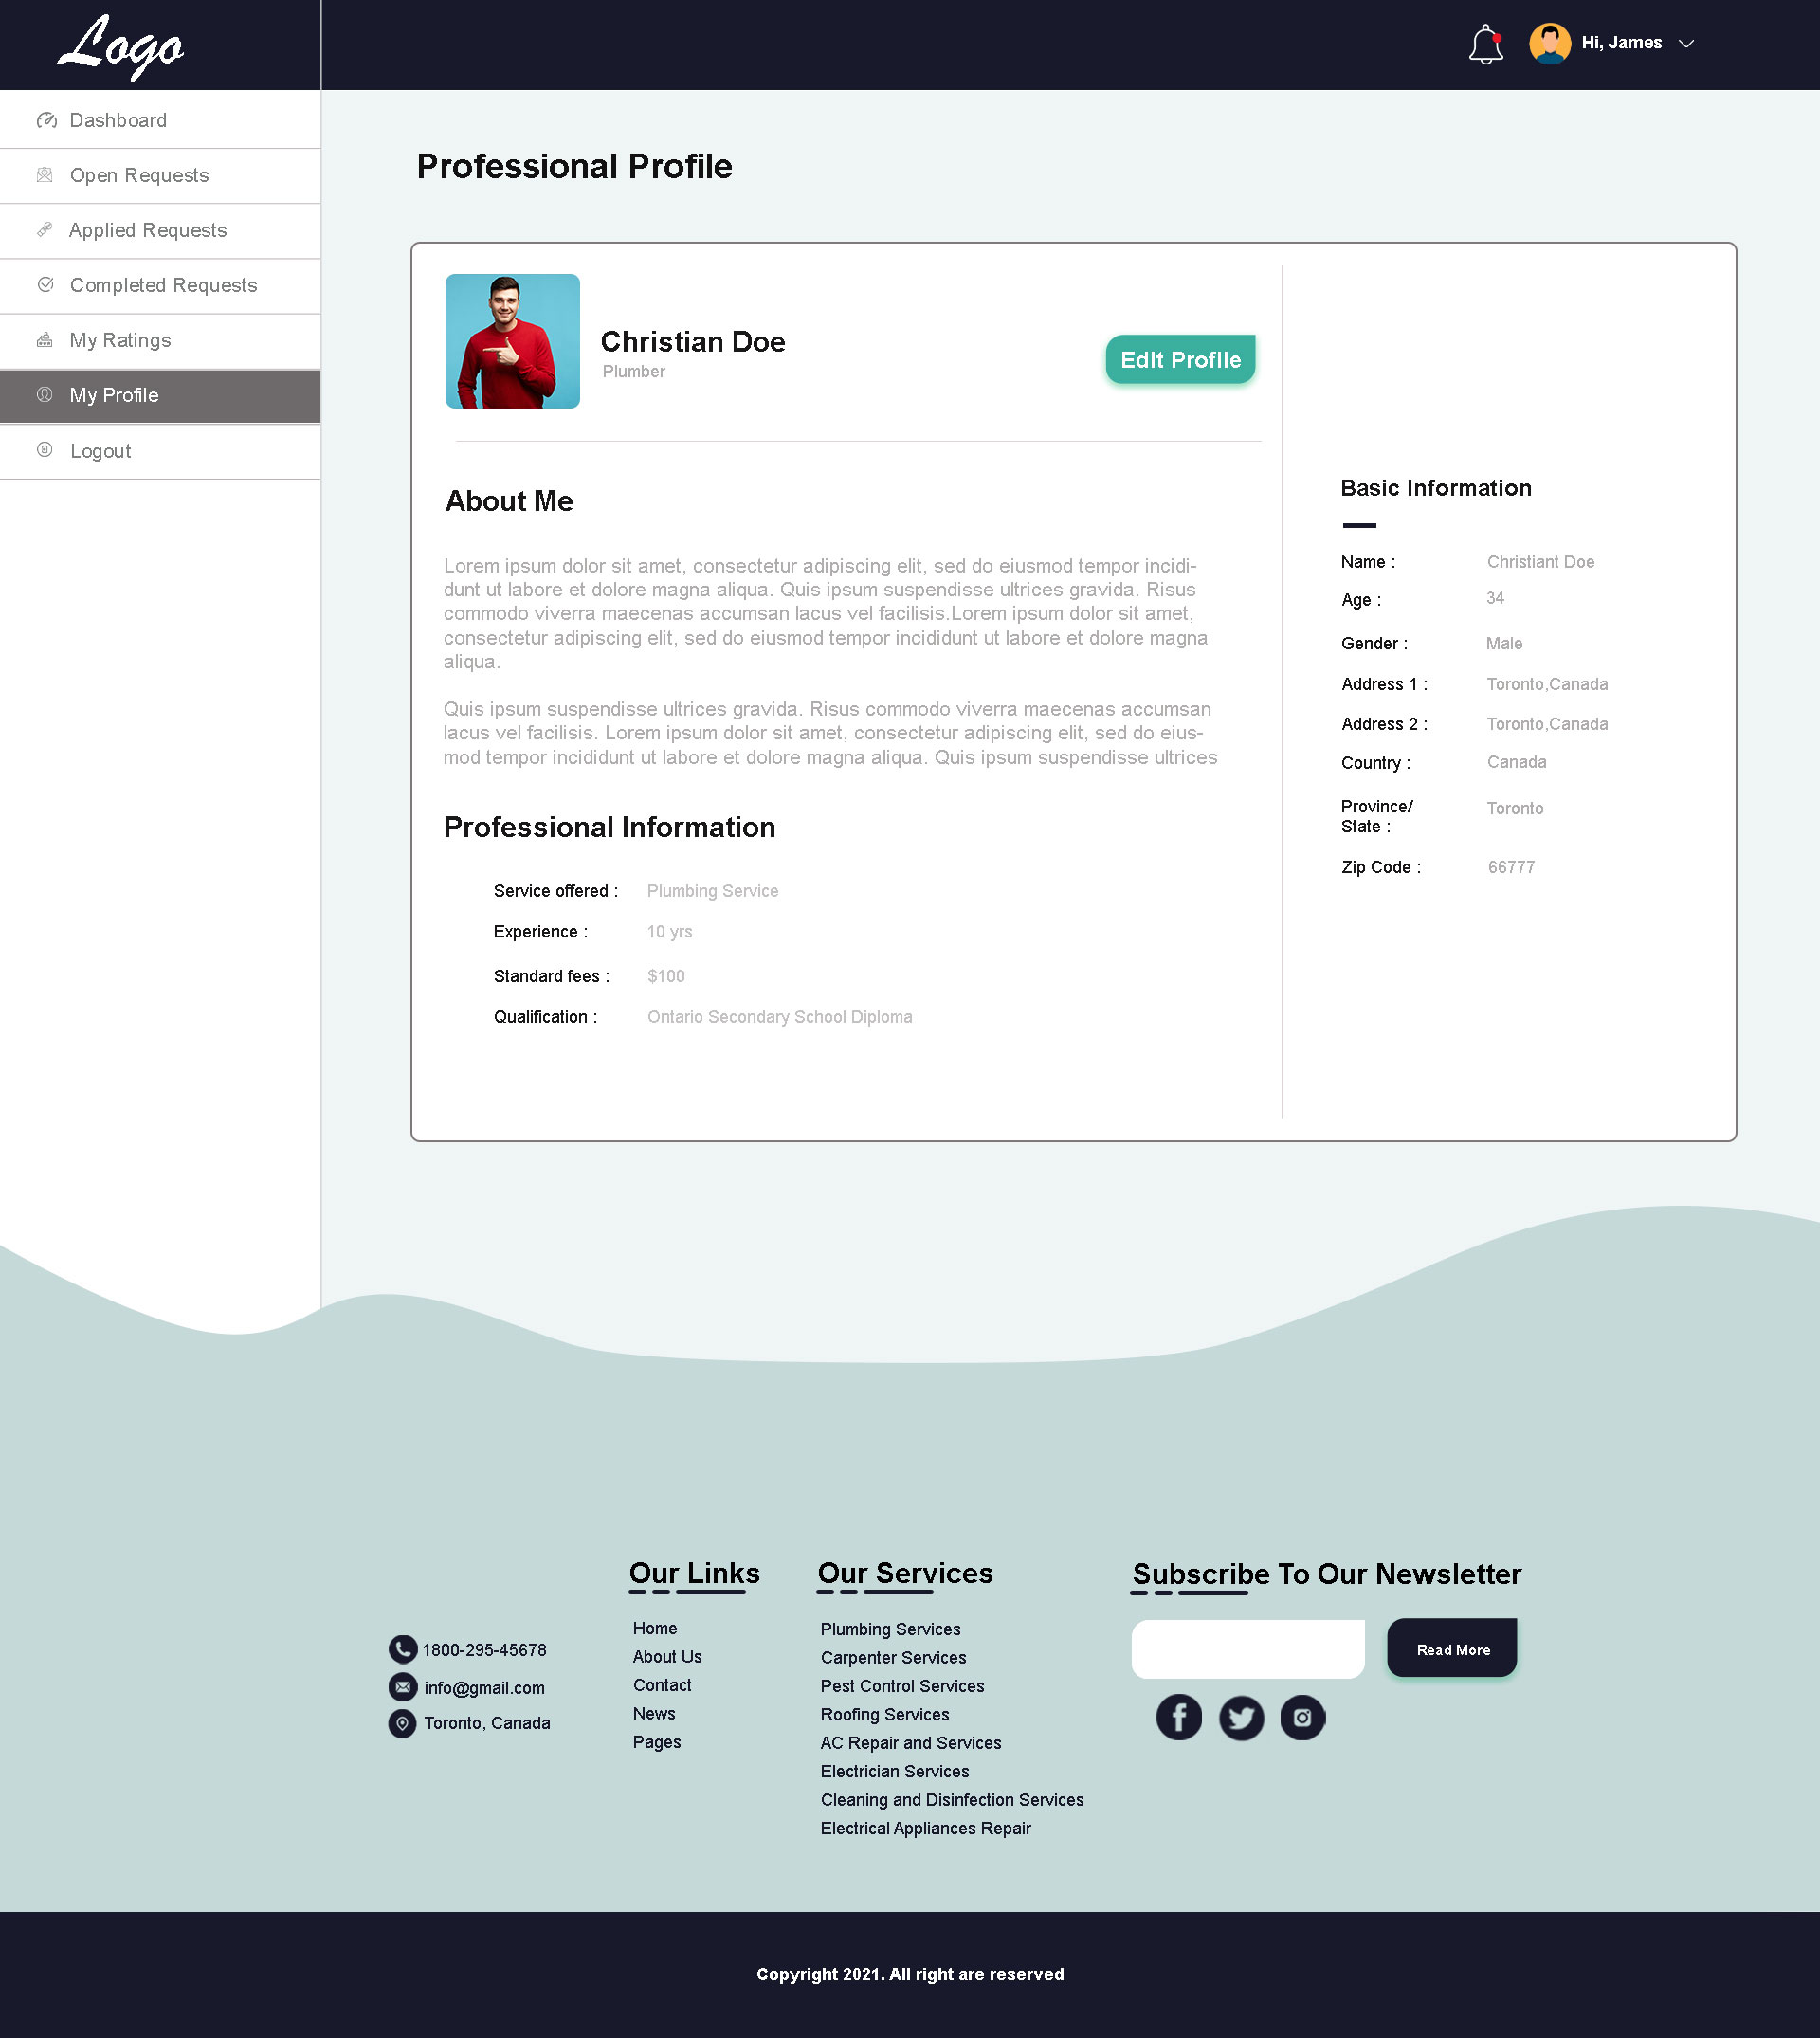 Logo
Hi, James
Dashboard
Open Requests
Applied Requests
Completed Requests
My Ratings
My Profile
Logout
Professional Profile
Christian Doe
Plumber
Edit Profile
About Me
Lorem ipsum dolor sit amet, consectetur adipiscing elit, sed do eiusmod tempor incidi-
dunt ut labore et dolore magna aliqua. Quis ipsum suspendisse ultrices gravida. Risus
commodo viverra maecenas accumsan lacus vel facilisis.Lorem ipsum dolor sit amet,
consectetur adipiscing elit, sed do eiusmod tempor incididunt ut labore et dolore magna
aliqua.
Quis ipsum suspendisse ultrices gravida. Risus commodo viverra maecenas accumsan
lacus vel facilisis. Lorem ipsum dolor sit amet, consectetur adipiscing elit, sed do eius-
mod tempor incididunt ut labore et dolore magna aliqua. Quis ipsum suspendisse ultrices
Professional Information
Service offered : Plumbing Service
Experience : 10 yrs
Standard fees : $100
Qualification : Ontario Secondary School Diploma
Basic Information
Name : Christiant Doe
Age : 34
Gender : Male
Address 1 : Toronto,Canada
Address 2 : Toronto,Canada
Country : Canada
Province/
State : Toronto
Zip Code : 66777
1800-295-45678
info@gmail.com
Toronto, Canada
Our Links
Home
About Us
Contact
News
Pages
Our Services
Plumbing Services
Carpenter Services
Pest Control Services
Roofing Services
AC Repair and Services
Electrician Services
Cleaning and Disinfection Services
Electrical Appliances Repair
Subscribe To Our Newsletter
Read More
Copyright 2021. All right are reserved